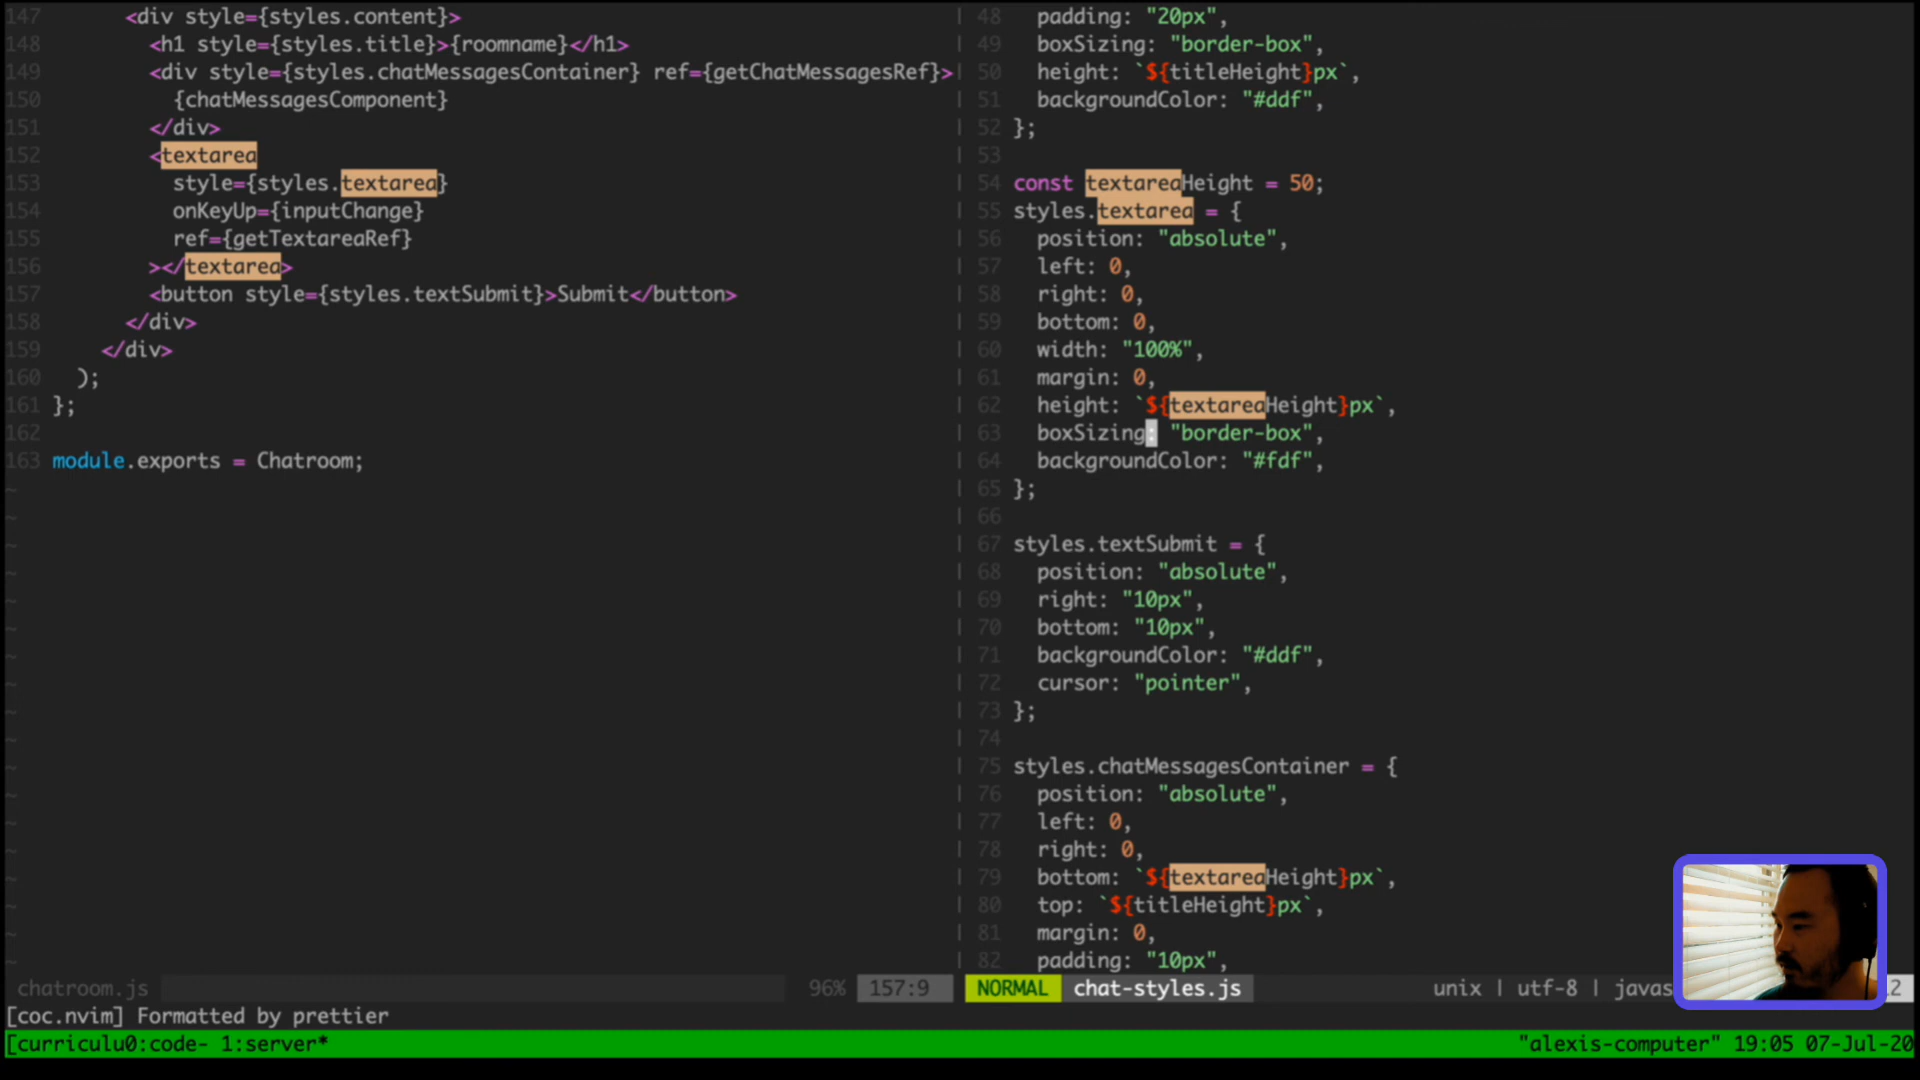 147 <div style={styles.content}>
148 <h1 style={styles.title}>{roomname}</h1>
149 <div style={styles.chatMessagesContainer} ref={getChatMessagesRef}>
150 {chatMessagesComponent}
151 </div>
152 <textarea
153 style={styles.textarea}
154 onKeyUp={inputChange}
155 ref={getTextareaRef}
156 ></textarea>
157 <button style={styles.textSubmit}>Submit</button>
158 </div>
159 </div>
160 );
161 };
162
163 module.exports = Chatroom;
48 padding: "20px",
49 boxSizing: "border-box",
50 height: `${titleHeight}px`,
51 backgroundColor: "#ddf",
52 };
53
54 const textareaHeight = 50;
55 styles.textarea = {
56 position: "absolute",
57 left: 0,
58 right: 0,
59 bottom: 0,
60 width: "100%",
61 margin: 0,
62 height: `${textareaHeight}px`,
63 boxSizing: "border-box",
64 backgroundColor: "#fdf",
65 };
66
67 styles.textSubmit = {
68 position: "absolute",
69 right: "10px",
70 bottom: "10px",
71 backgroundColor: "#ddf",
72 cursor: "pointer",
73 };
74
75 styles.chatMessagesContainer = {
76 position: "absolute",
77 left: 0,
78 right: 0,
79 bottom: `${textareaHeight}px`,
80 top: `${titleHeight}px`,
81 margin: 0,
82 padding: "10px",
chatroom.js 96% 157:9 NORMAL chat-styles.js unix | utf-8 | javas
[coc.nvim] Formatted by prettier
[curriculu0:code- 1:server* "alexis-computer" 19:05 07-Jul-20